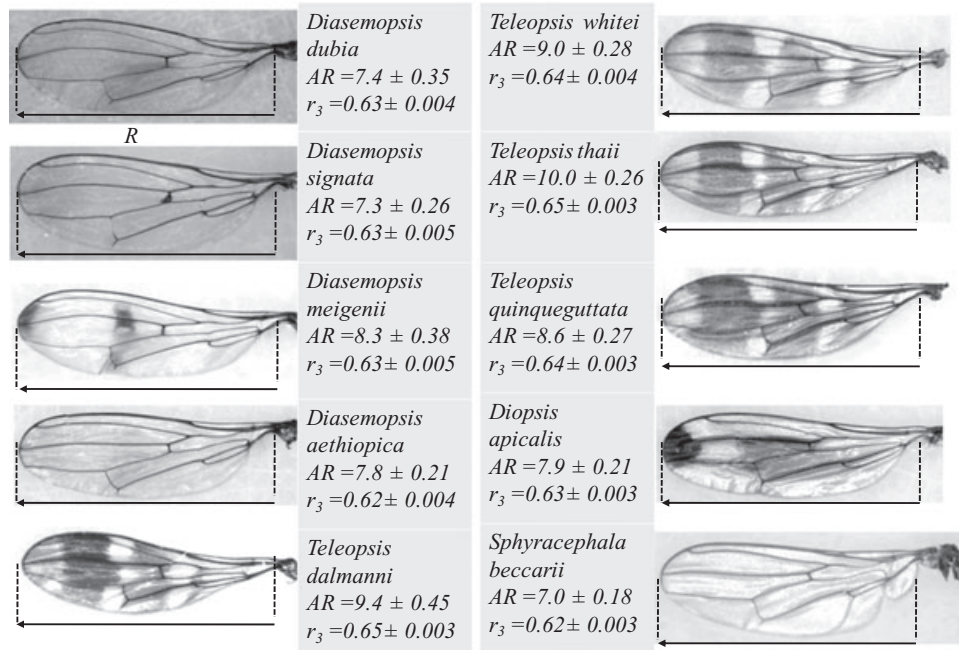 Diasemopsis
dubia
AR =7.4 ± 0.35
r3 =0.63± 0.004
R
Diasemopsis
signata
AR =7.3 ± 0.26
r3 =0.63± 0.005
Diasemopsis
meigenii
AR =8.3 ± 0.38
r3 =0.63± 0.005
Diasemopsis
aethiopica
AR =7.8 ± 0.21
r3 =0.62± 0.004
Teleopsis
dalmanni
AR =9.4 ± 0.45
r3 =0.65± 0.003
Teleopsis whitei
AR =9.0 ± 0.28
r3 =0.64± 0.004
Teleopsis thaii
AR =10.0 ± 0.26
r3 =0.65± 0.003
Teleopsis
quinqueguttata
AR =8.6 ± 0.27
r3 =0.64± 0.003
Diopsis
apicalis
AR =7.9 ± 0.21
r3 =0.63± 0.003
Sphyracephala
beccarii
AR =7.0 ± 0.18
r3 =0.62± 0.003